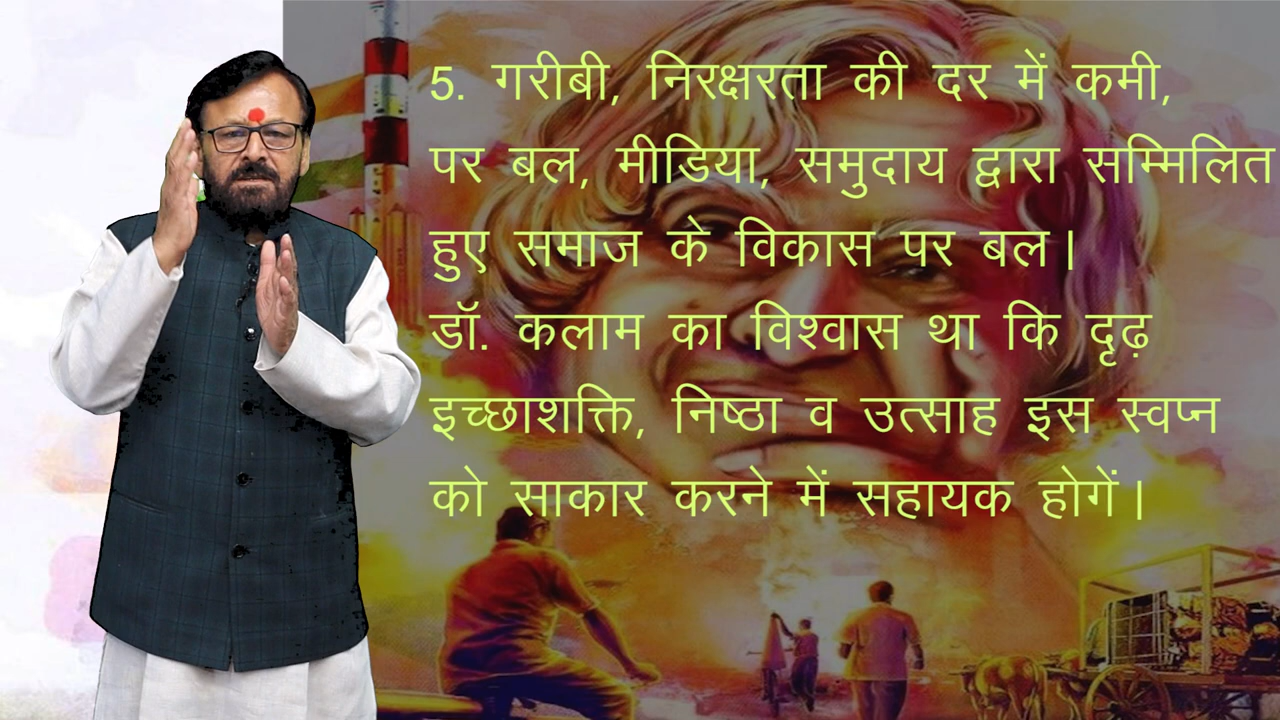 5. गरीबी, निरक्षरता की दर में कमी,
पर बल, मीडिया, समुदाय द्वारा सम्मिलित
हुए समाज के विकास पर बल।
डॉ. कलाम का विश्वास था कि दृढ़
इच्छाशक्ति, निष्ठा व उत्साह इस स्वप्न
को साकार करने में सहायक होगें।